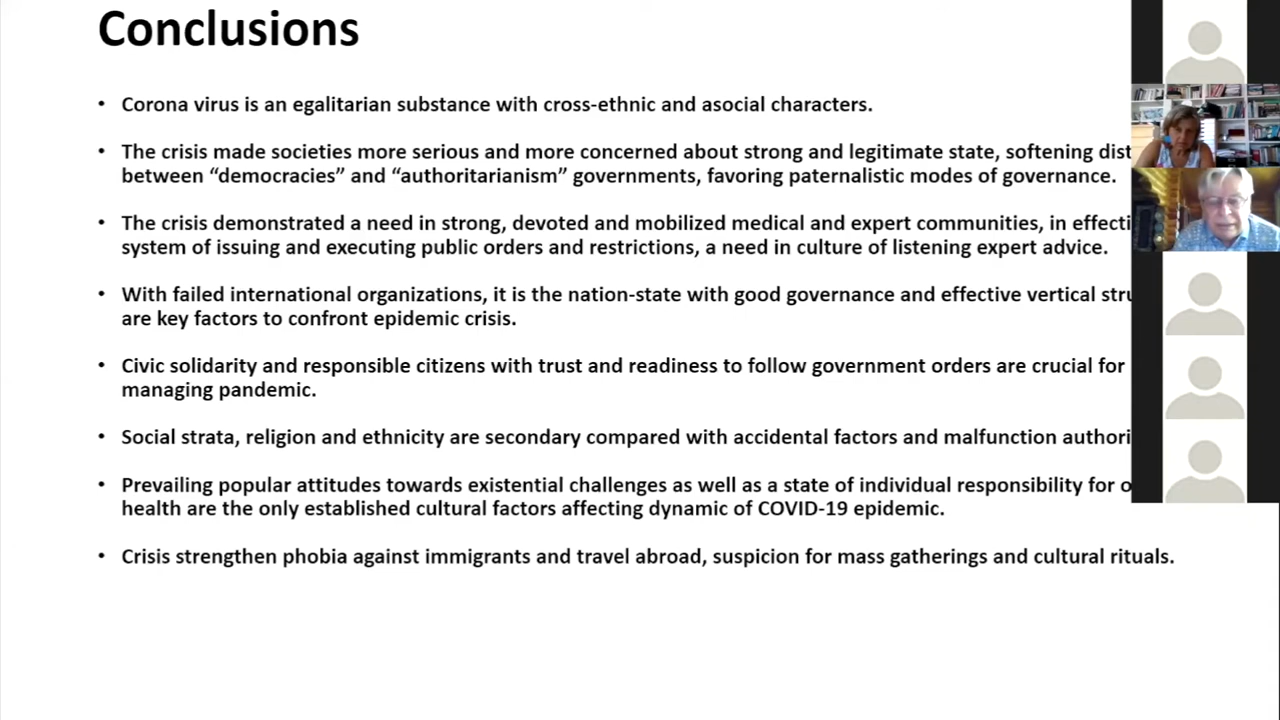 Conclusions
• Corona virus is an egalitarian substance with cross-ethnic and asocial characters.
• The crisis made societies more serious and more concerned about strong and legitimate state, softening
between “democracies” and “authoritarianism” governments, favoring paternalistic modes of governance.
• The crisis demonstrated a need in strong, devoted and mobilized medical and expert communities, in
system of issuing and executing public orders and restrictions, a need in culture of listening expert advice.
• With failed international organizations, it is the nation-state with good governance and effective vertical
are key factors to confront epidemic crisis.
• Civic solidarity and responsible citizens with trust and readiness to follow government orders are crucial for
managing pandemic.
• Social strata, religion and ethnicity are secondary compared with accidental factors and malfunction
• Prevailing popular attitudes towards existential challenges as well as a state of individual responsibility for
health are the only established cultural factors affecting dynamic of COVID-19 epidemic.
• Crisis strengthen phobia against immigrants and travel abroad, suspicion for mass gatherings and cultural rituals.